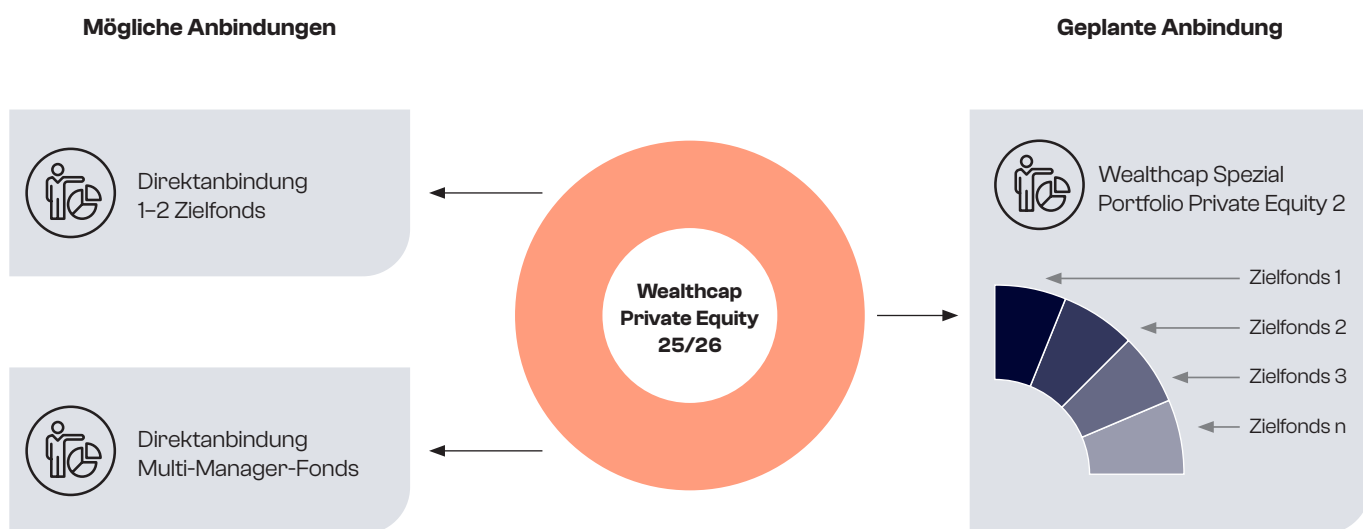 Mögliche Anbindungen
Geplante Anbindung
Direktanbindung
1–2 Zielfonds
Direktanbindung
Multi-Manager-Fonds
Wealthcap
Private Equity
25/26
Wealthcap Spezial
Portfolio Private Equity 2
Zielfonds 1
Zielfonds 2
Zielfonds 3
Zielfonds n